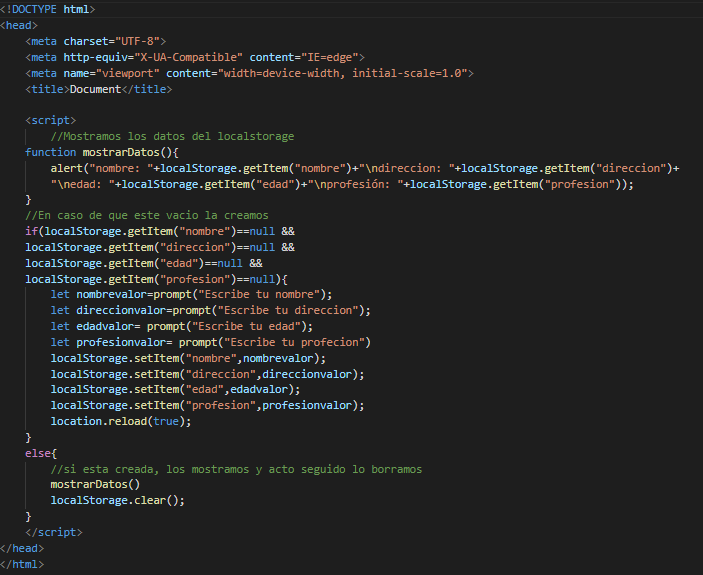 <!DOCTYPE html>
<head>
    <meta charset="UTF-8">
    <meta http-equiv="X-UA-Compatible" content="IE=edge">
    <meta name="viewport" content="width=device-width, initial-scale=1.0">
    <title>Document</title>

    <script>
        //Mostramos los datos del localstorage
    function mostrarDatos(){
        alert("nombre: "+localStorage.getItem("nombre")+"\ndireccion: "+localStorage.getItem("direccion")+
        "\nedad: "+localStorage.getItem("edad")+"\nprofesión: "+localStorage.getItem("profesion"));
    }
    //En caso de que este vacio la creamos
    if(localStorage.getItem("nombre")==null &&
    localStorage.getItem("direccion")==null &&
    localStorage.getItem("edad")==null &&
    localStorage.getItem("profesion")==null){
        let nombrevalor=prompt("Escribe tu nombre");
        let direccionvalor=prompt("Escribe tu direccion");
        let edadvalor= prompt("Escribe tu edad");
        let profesionvalor= prompt("Escribe tu profecion")
        localStorage.setItem("nombre",nombrevalor);
        localStorage.setItem("direccion",direccionvalor);
        localStorage.setItem("edad",edadvalor);
        localStorage.setItem("profesion",profesionvalor);
        location.reload(true);
    }
    else{
        //si esta creada, los mostramos y acto seguido lo borramos
        mostrarDatos()
        localStorage.clear();
    }
    </script>
</head>
</html>